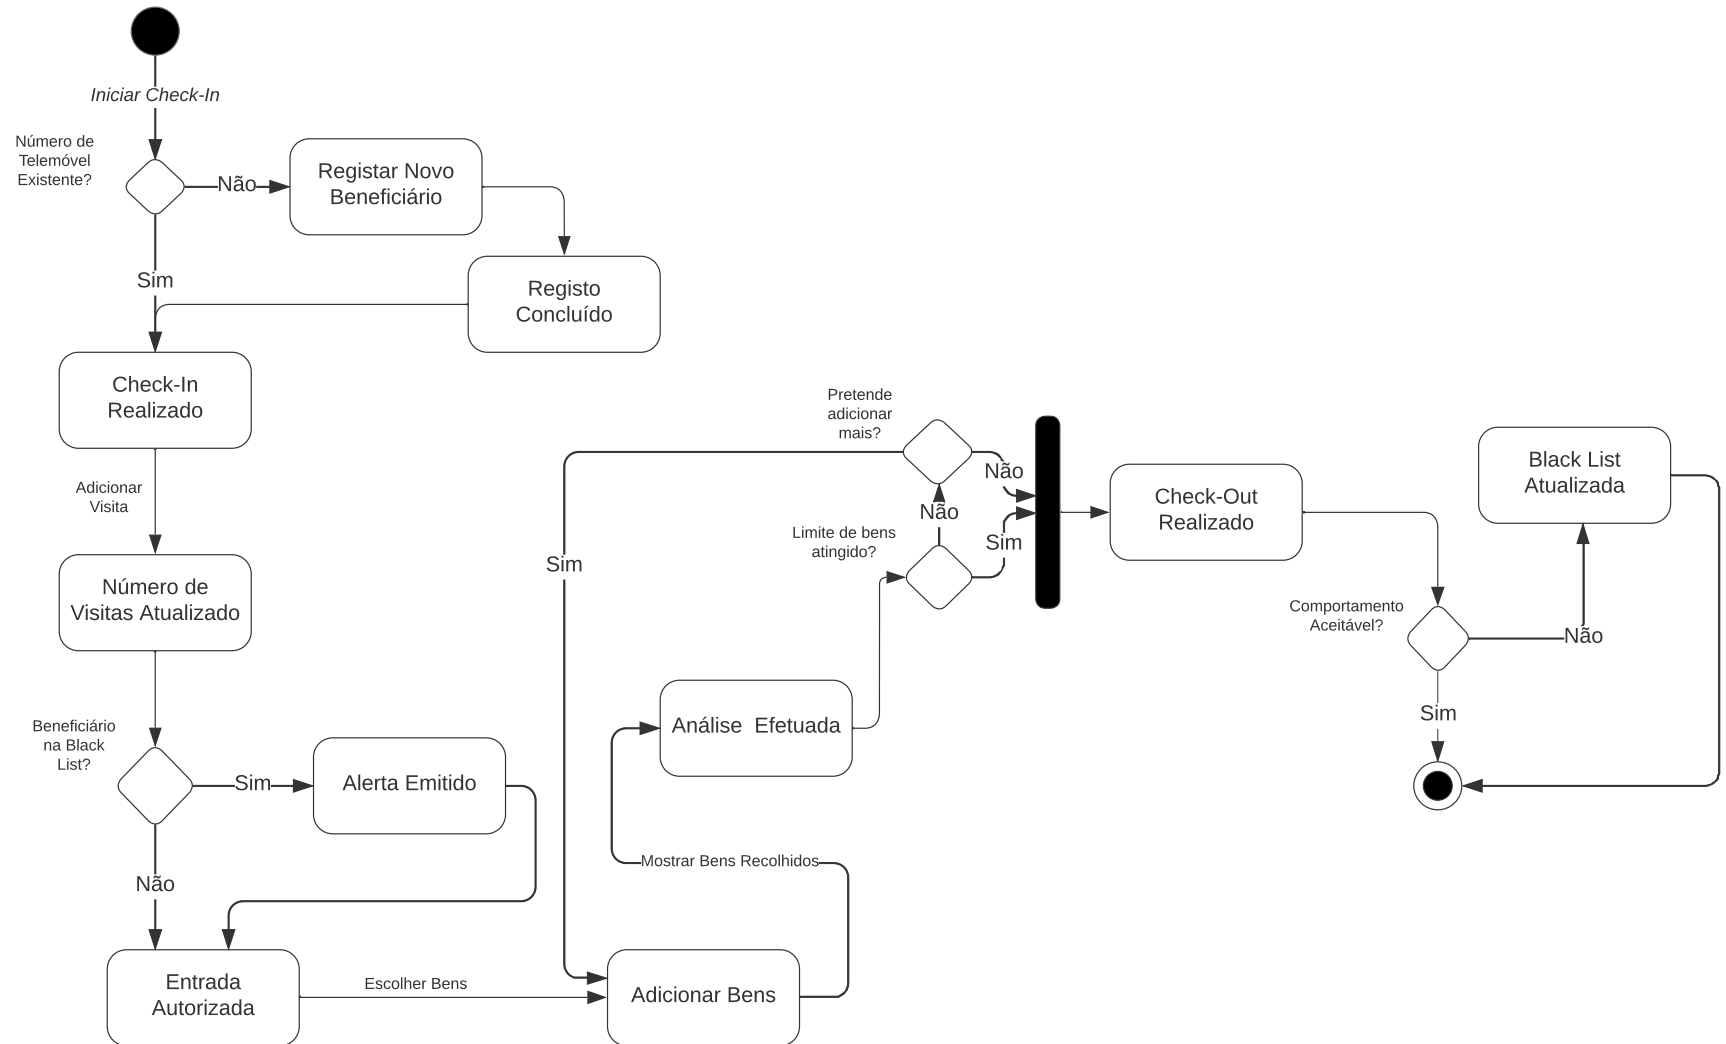 Iniciar Check-In
Número de
Telemóvel
Existente?
Não
Registar Novo
Beneficiário
Sim
Registo
Concluído
Check-In
Realizado
Adicionar
Visita
Número de
Visitas Atualizado
Beneficiário
na Black
List?
Sim
Alerta Emitido
Não
Entrada
Autorizada
Escolher Bens
Adicionar Bens
Mostrar Bens Recolhidos
Análise  Efetuada
Limite de bens
atingido?
Não
Sim
Pretende
adicionar
mais?
Sim
Não
Check-Out
Realizado
Comportamento
Aceitável?
Não
Black List
Atualizada
Sim